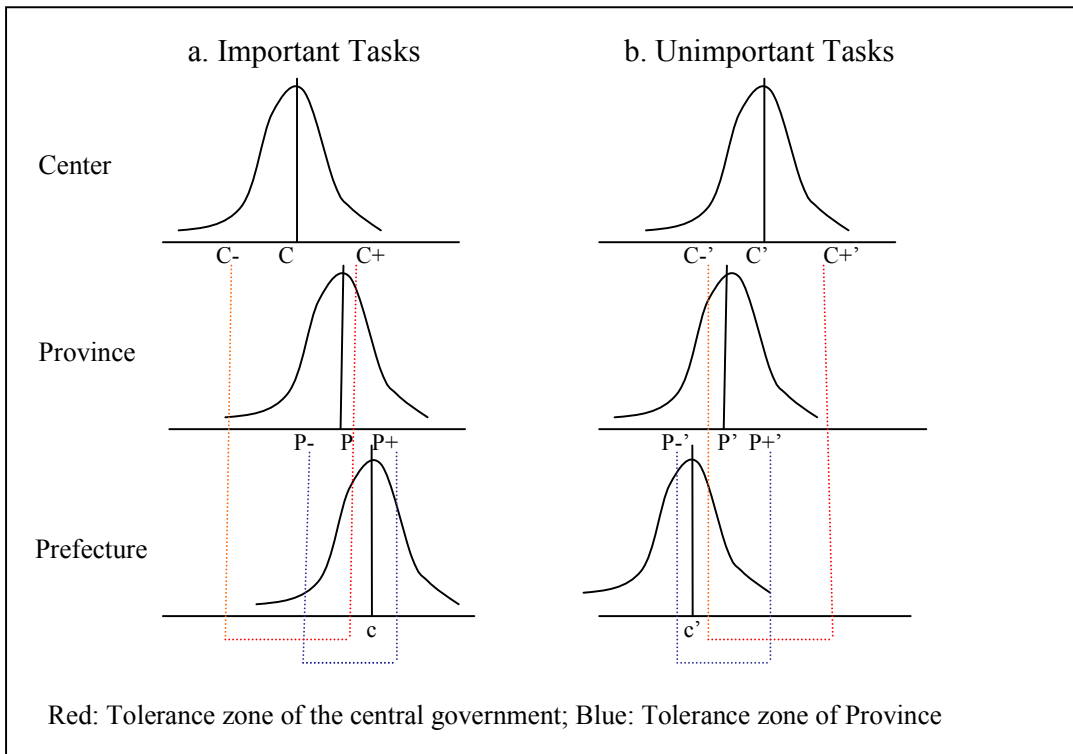 a. Important Tasks
b. Unimportant Tasks
Center
C- C C+
C-’ C’ C+’
Province
P- P P+
P-’ P’ P+’
Prefecture
c
c’
Red: Tolerance zone of the central government; Blue: Tolerance zone of Province